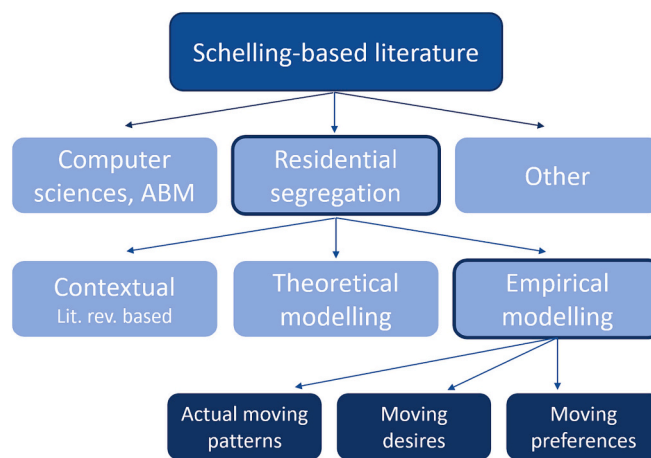 Schelling-based literature
Computer
sciences, ABM
Residential
segregation
Other
Contextual
Lit. rev. based
Theoretical
modelling
Empirical
modelling
Actual moving
patterns
Moving
desires
Moving
preferences